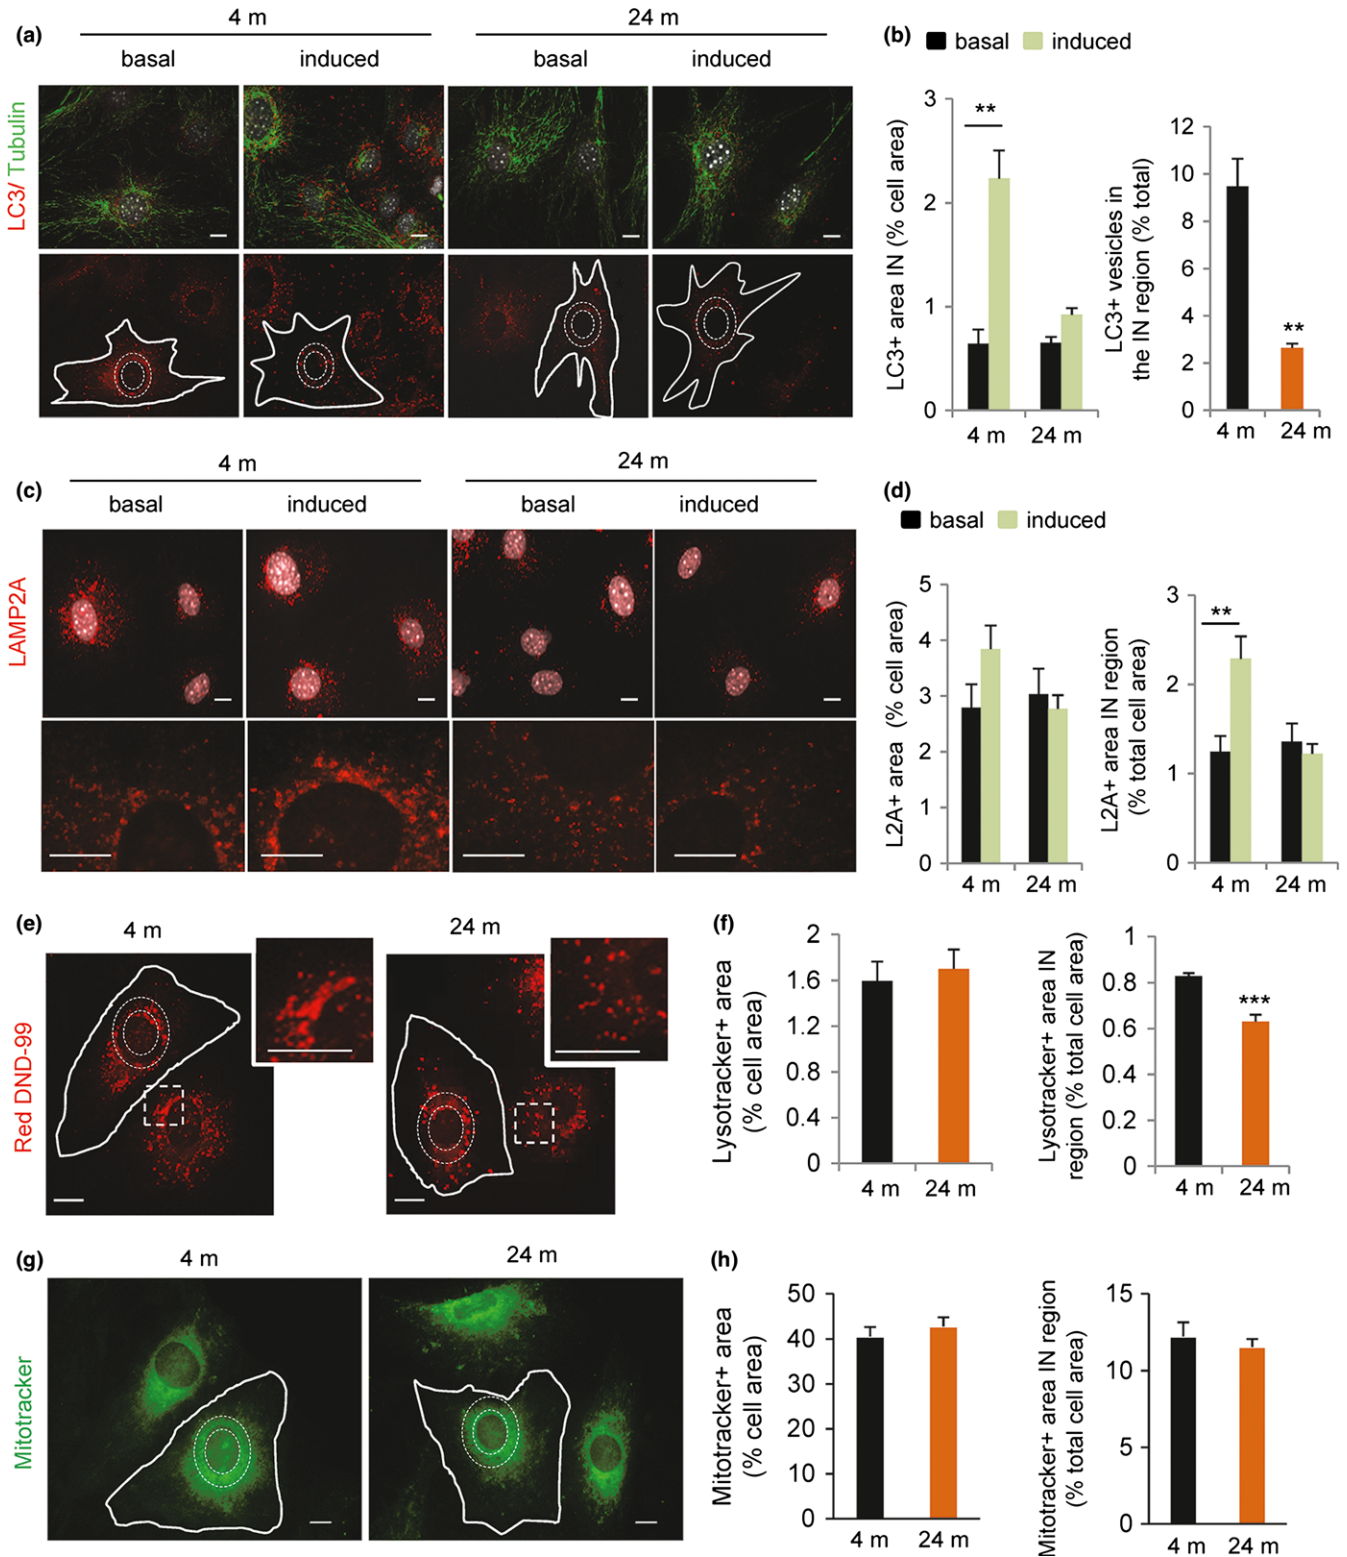 (a)
4 m
24 m
basal
induced
basal
induced
LC3/ Tubulin
(b)
basal
induced
LC3+ area IN (% cell area)
3
2
1
0
**
4 m
24 m
LC3+ vesicles in
the IN region (% total)
12
10
8
6
4
2
0
**
4 m
24 m
(c)
4 m
24 m
basal
induced
basal
induced
LAMP2A
(d)
basal
induced
L2A+ area (% cell area)
5
4
3
2
1
0
4 m
24 m
L2A+ area IN region
(% total cell area)
3
2
1
0
**
4 m
24 m
(e)
4 m
24 m
Red DND-99
(f)
Lysotracker+ area
(% cell area)
2
1.6
1.2
0.8
0.4
0
4 m
24 m
Lysotracker+ area IN
region (% total cell area)
1
0.8
0.6
0.4
0.2
0
***
4 m
24 m
(g)
4 m
24 m
Mitotracker
(h)
Mitotracker+ area
(% cell area)
50
40
30
20
10
0
4 m
24 m
Mitotracker+ area IN region
(% total cell area)
15
10
5
0
4 m
24 m